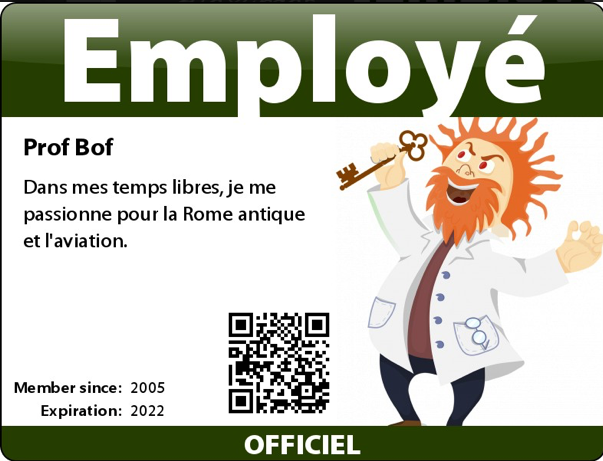 Employé
Prof Bof
Dans mes temps libres, je me
passionne pour la Rome antique
et l'aviation.
Member since: 2005
Expiration: 2022
OFFICIEL